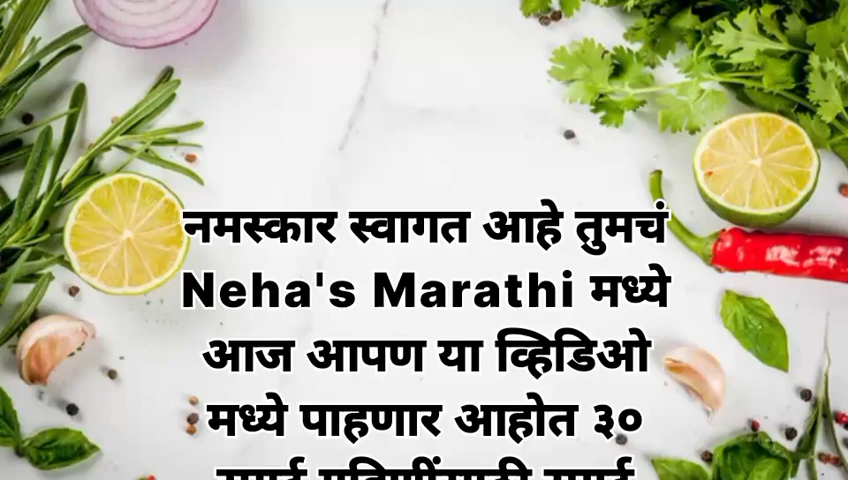 नमस्कार स्वागत आहे तुमचं
Neha's Marathi मध्ये
आज आपण या व्हिडिओ
मध्ये पाहणार आहोत ३०